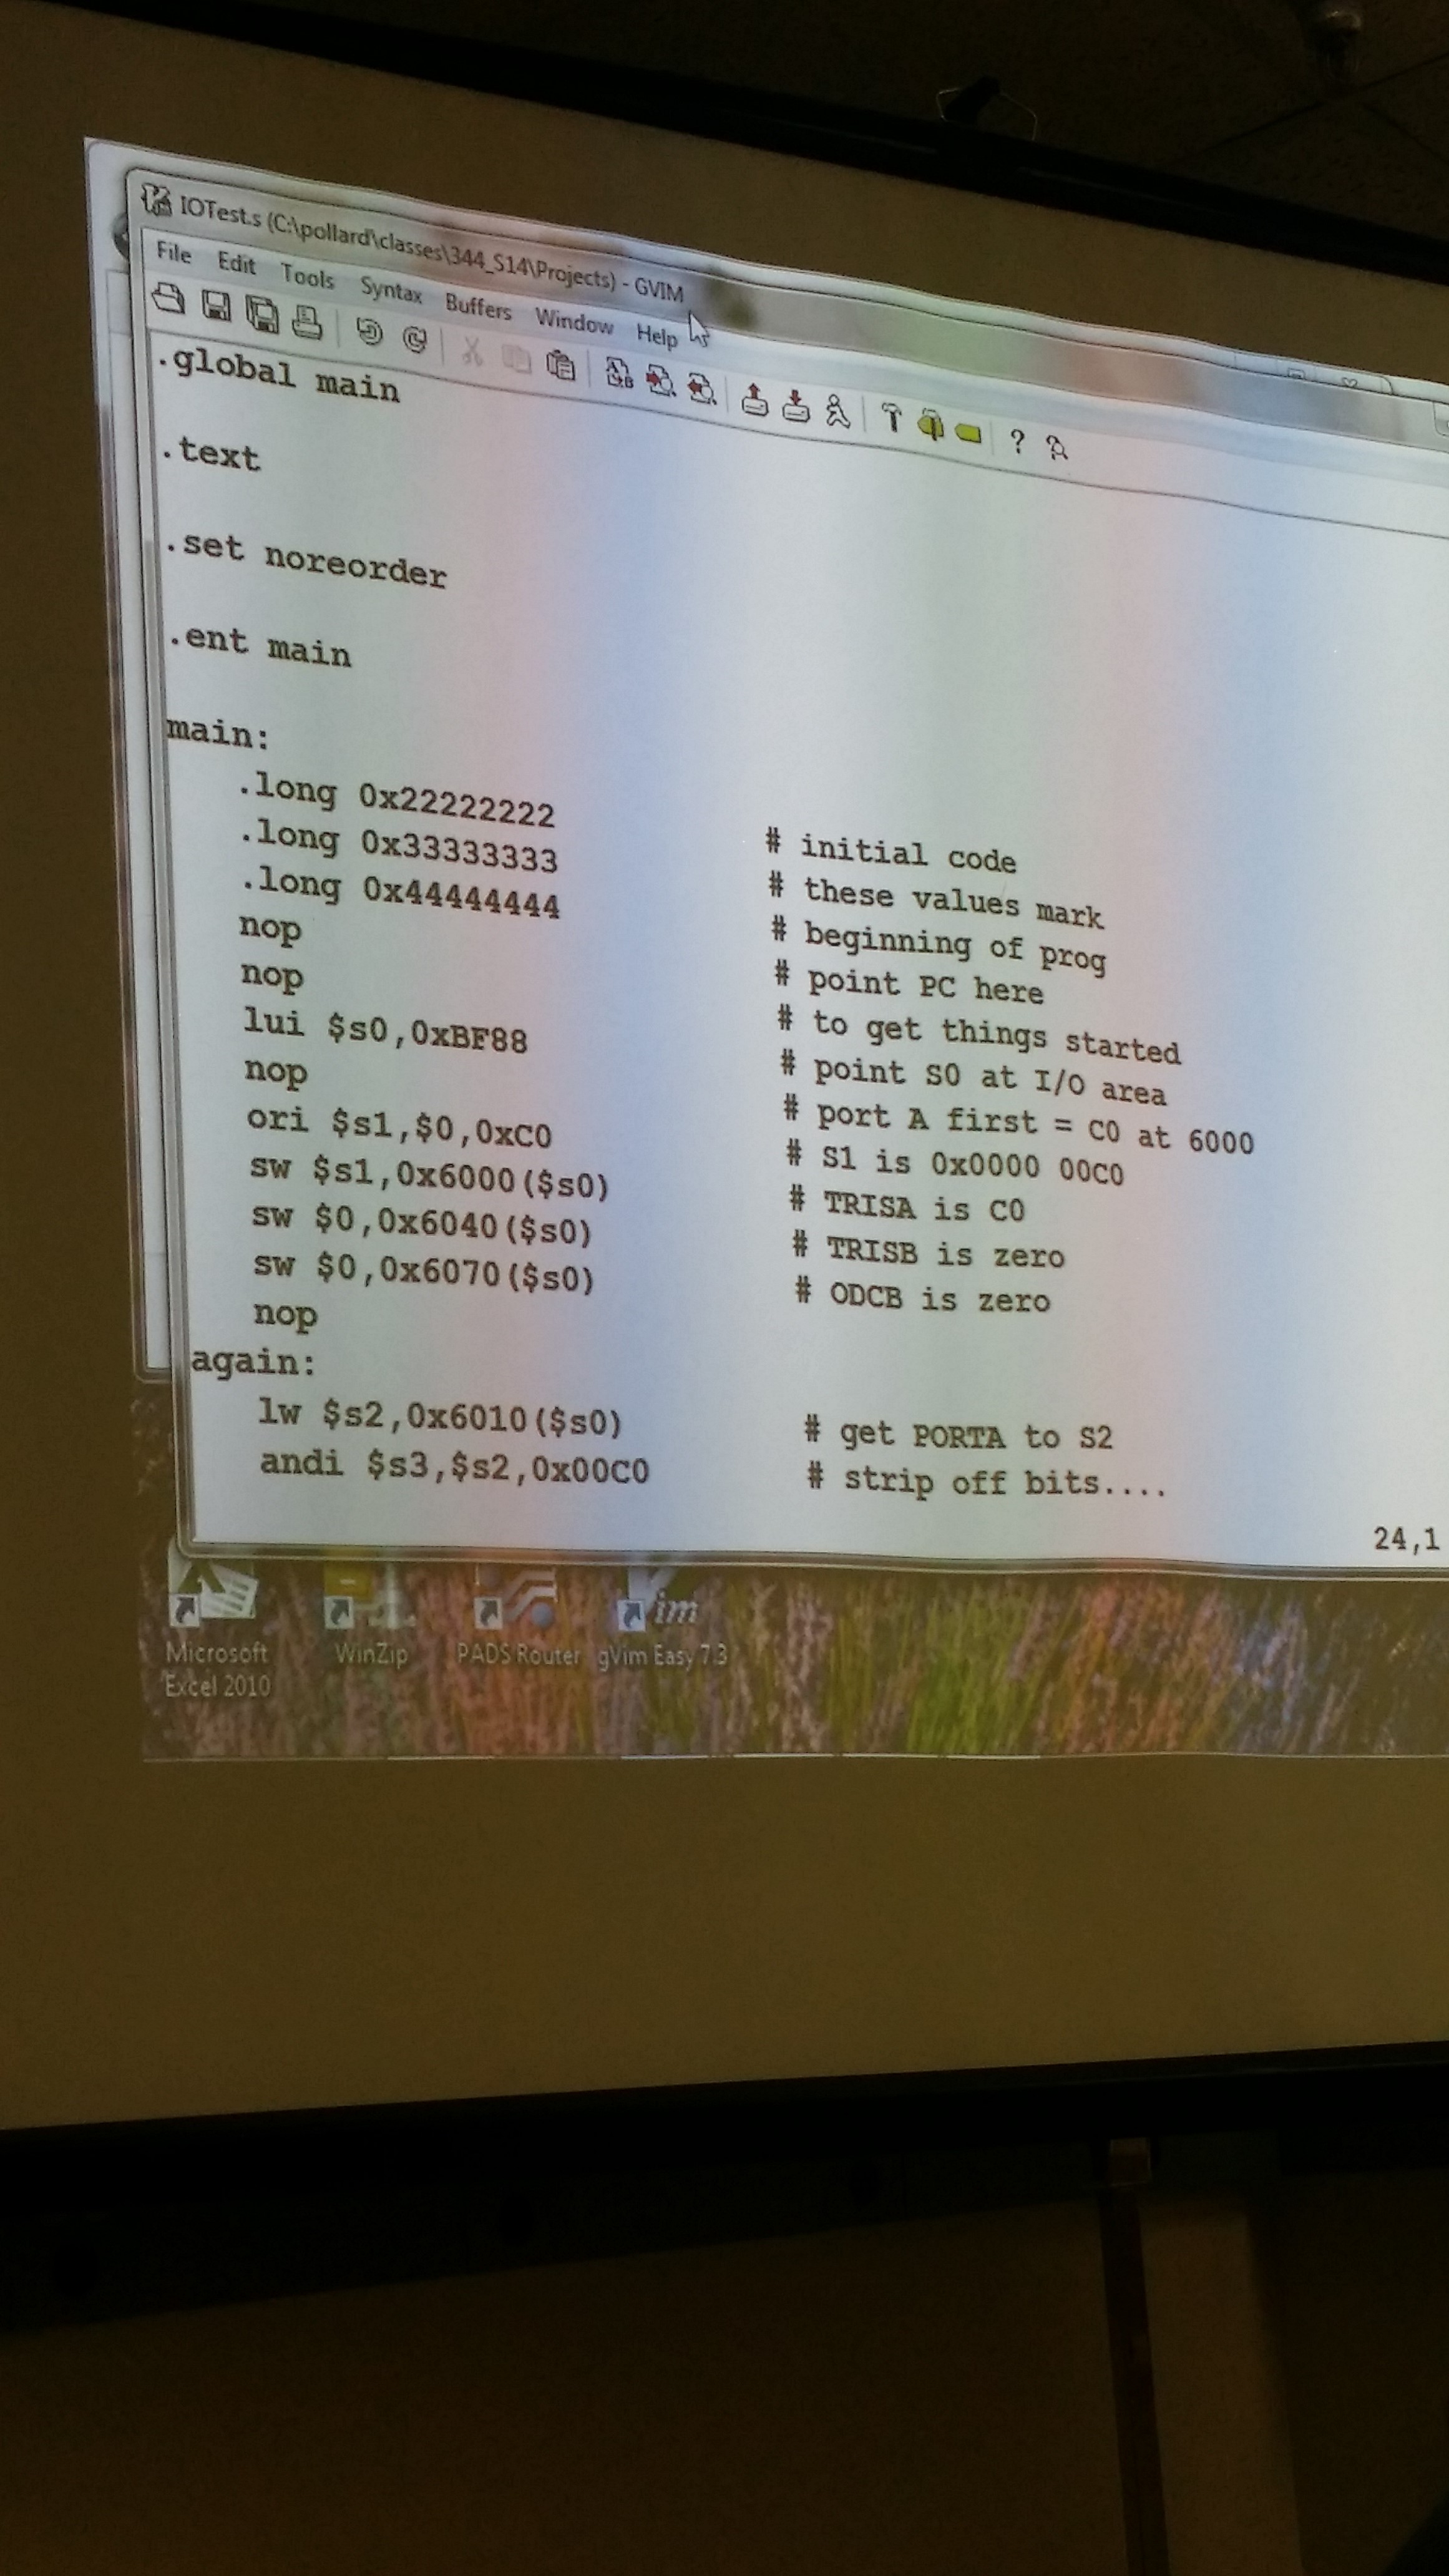 IOTest.s (C:\pollard\classes\344_S14\Projects) - GVIM
File Edit Tools Syntax Buffers Window Help
.global main
.text
.set noreorder
.ent main
main:
.long 0x22222222 # initial code
.long 0x33333333 # these values mark
.long 0x44444444 # beginning of prog
nop # point PC here
nop # to get things started
lui $s0,0xBF88 # point S0 at I/O area
nop # port A first = C0 at 6000
ori $s1,$0,0xC0 # S1 is 0x0000 00C0
sw $s1,0x6000($s0) # TRISA is C0
sw $0,0x6040($s0) # TRISB is zero
sw $0,0x6070($s0) # ODCB is zero
nop
again:
lw $s2,0x6010($s0) # get PORTA to S2
andi $s3,$s2,0x00C0 # strip off bits....
24,1
Microsoft Excel 2010
WinZip
PADS Router
gVim Easy 7.3